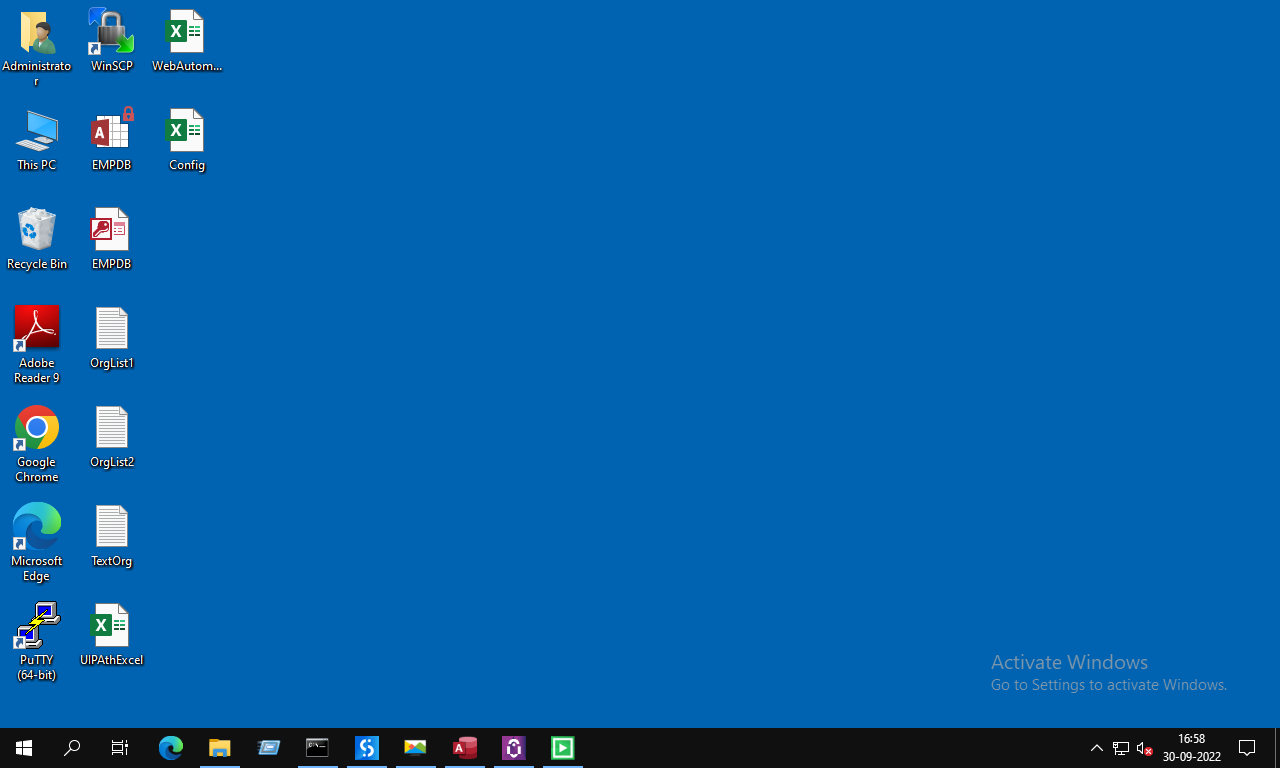 Administrato
r
WinSCP
WebAutom...
This PC
EMPDB
Config
Recycle Bin
EMPDB
Adobe
Reader 9
OrgList1
Google
Chrome
OrgList2
Microsoft
Edge
TextOrg
PuTTY
(64-bit)
UIPAthExcel
Activate Windows
Go to Settings to activate Windows.
16:58
30-09-2022